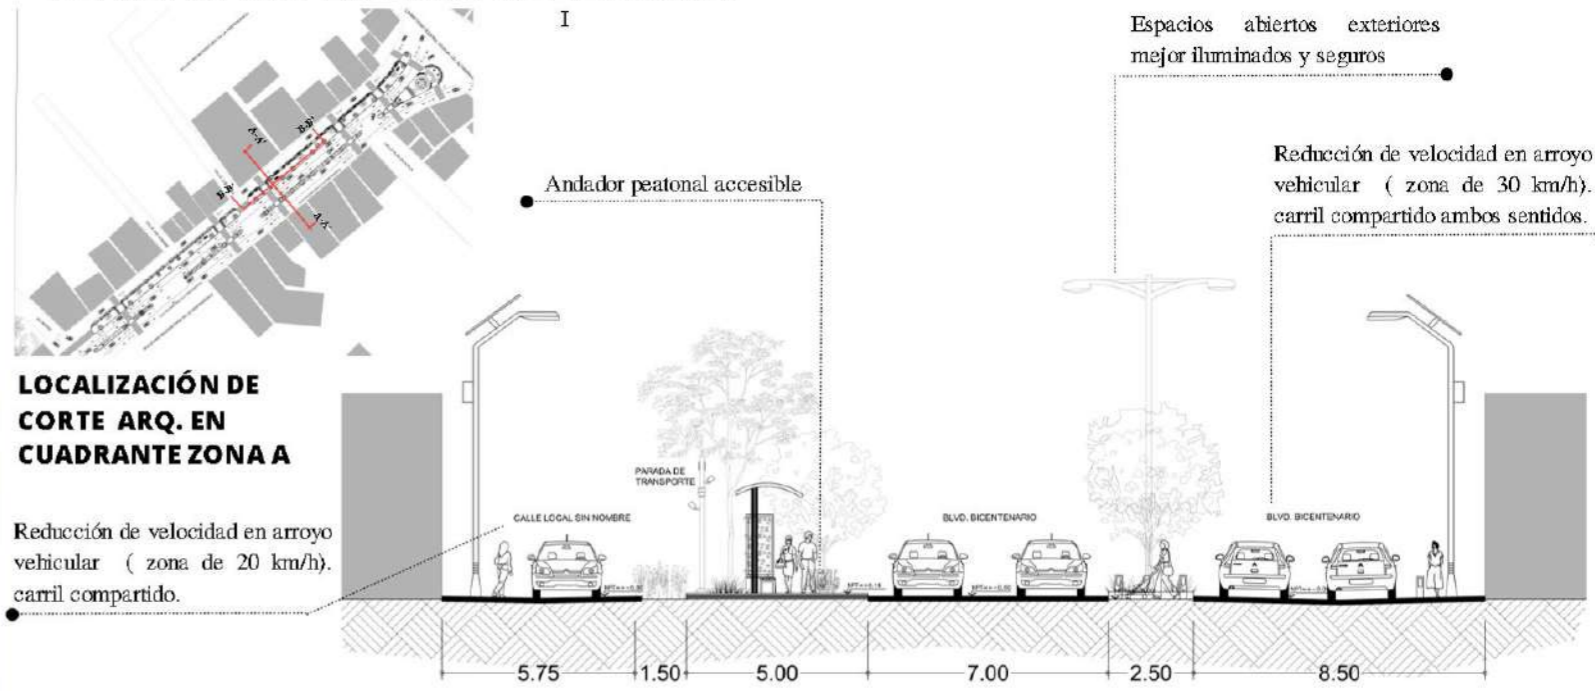 I
Espacios abiertos exteriores
mejor iluminados y seguros
Reducción de velocidad en arroyo
vehicular ( zona de 30 km/h).
carril compartido ambos sentidos.
Andador peatonal accesible
A-A'
B-B'
B-B'
A-A'
LOCALIZACIÓN DE
CORTE ARQ. EN
CUADRANTE ZONA A
Reducción de velocidad en arroyo
vehicular ( zona de 20 km/h).
carril compartido.
PARADA DE
TRANSPORTE
CALLE LOCAL SIN NOMBRE
BLVD. BICENTENARIO
BLVD. BICENTENARIO
5.75 1.50 5.00 7.00 2.50 8.50